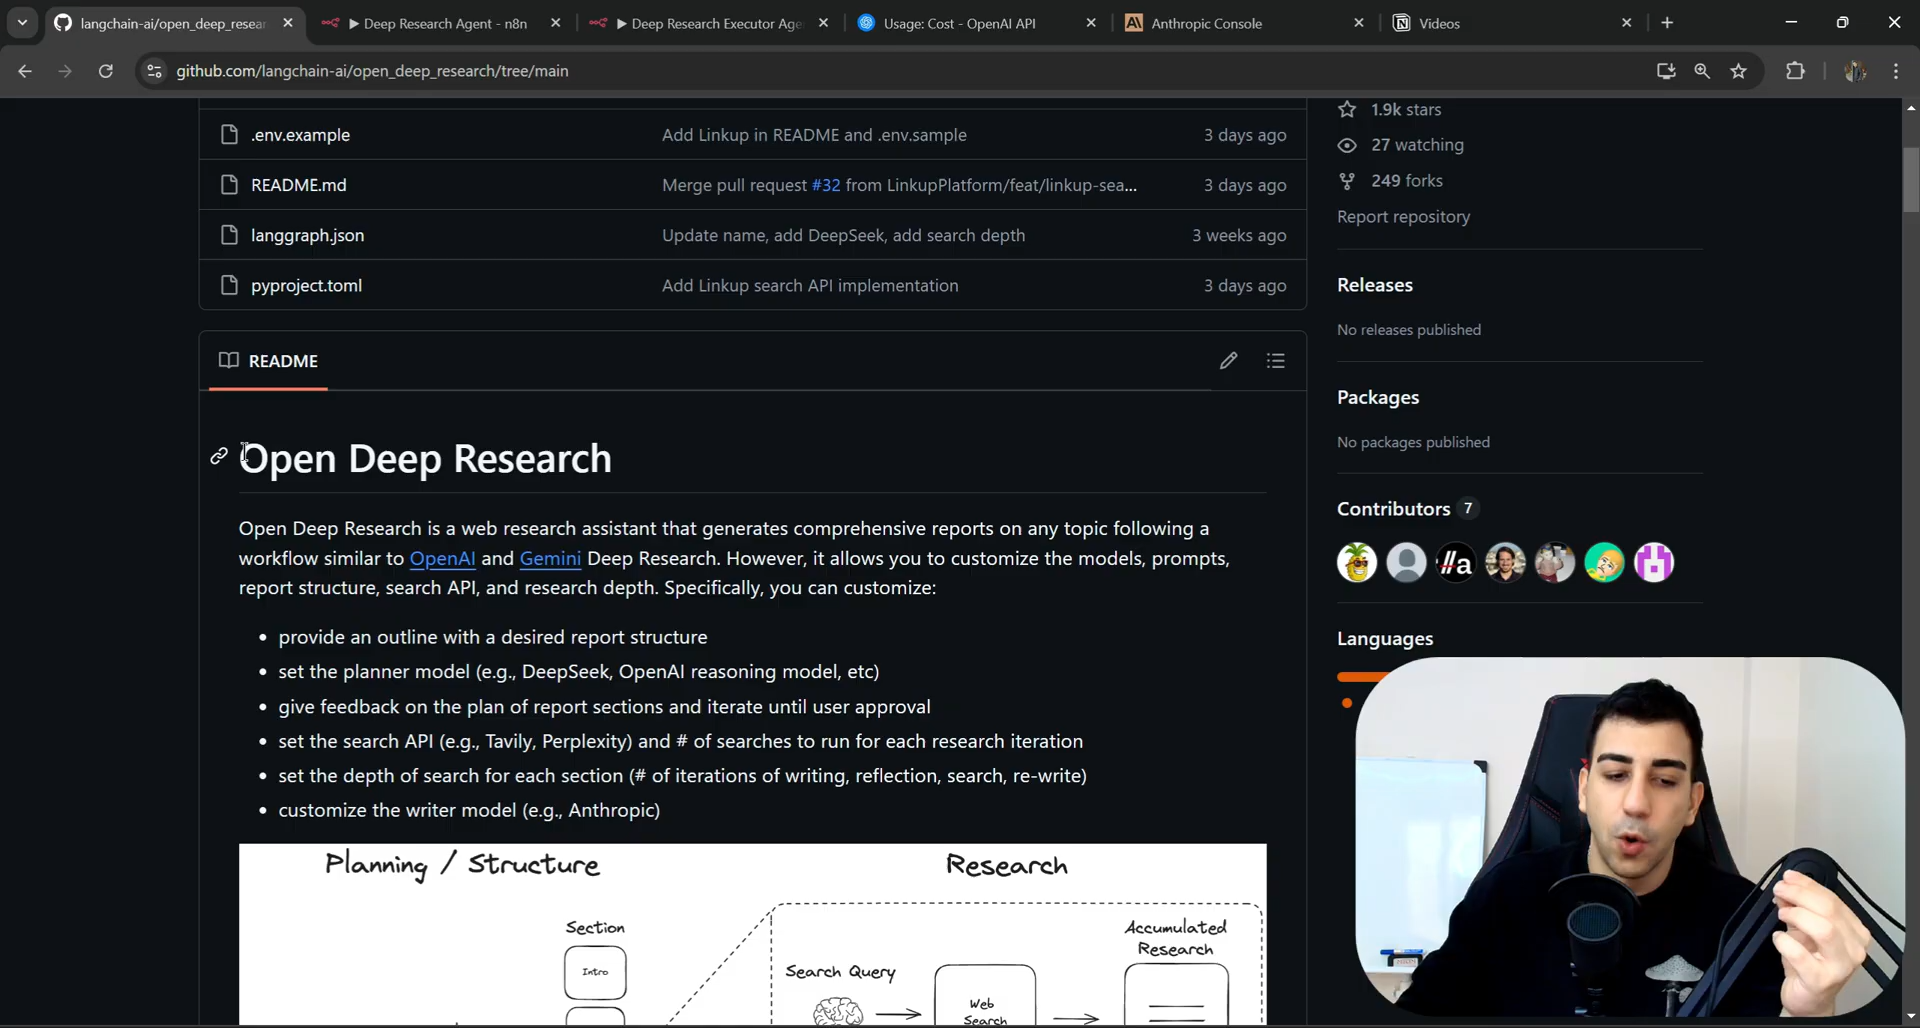 langchain-ai/open_deep_resear
▶ Deep Research Agent - n8n
▶ Deep Research Executor Age
Usage: Cost - OpenAI API
Anthropic Console
Videos
github.com/langchain-ai/open_deep_research/tree/main
.env.example Add Linkup in README and .env.sample 3 days ago
README.md Merge pull request #32 from LinkupPlatform/feat/linkup-sea... 3 days ago
langgraph.json Update name, add DeepSeek, add search depth 3 weeks ago
pyproject.toml Add Linkup search API implementation 3 days ago
README
Open Deep Research
Open Deep Research is a web research assistant that generates comprehensive reports on any topic following a
workflow similar to OpenAI and Gemini Deep Research. However, it allows you to customize the models, prompts,
report structure, search API, and research depth. Specifically, you can customize:
• provide an outline with a desired report structure
• set the planner model (e.g., DeepSeek, OpenAI reasoning model, etc)
• give feedback on the plan of report sections and iterate until user approval
• set the search API (e.g., Tavily, Perplexity) and # of searches to run for each research iteration
• set the depth of search for each section (# of iterations of writing, reflection, search, re-write)
• customize the writer model (e.g., Anthropic)
Planning / Structure
Research
Section
Intro
Search Query
Web
Search
Accumulated
Research
1.9k stars
27 watching
249 forks
Report repository
Releases
No releases published
Packages
No packages published
Contributors 7
//a
Languages